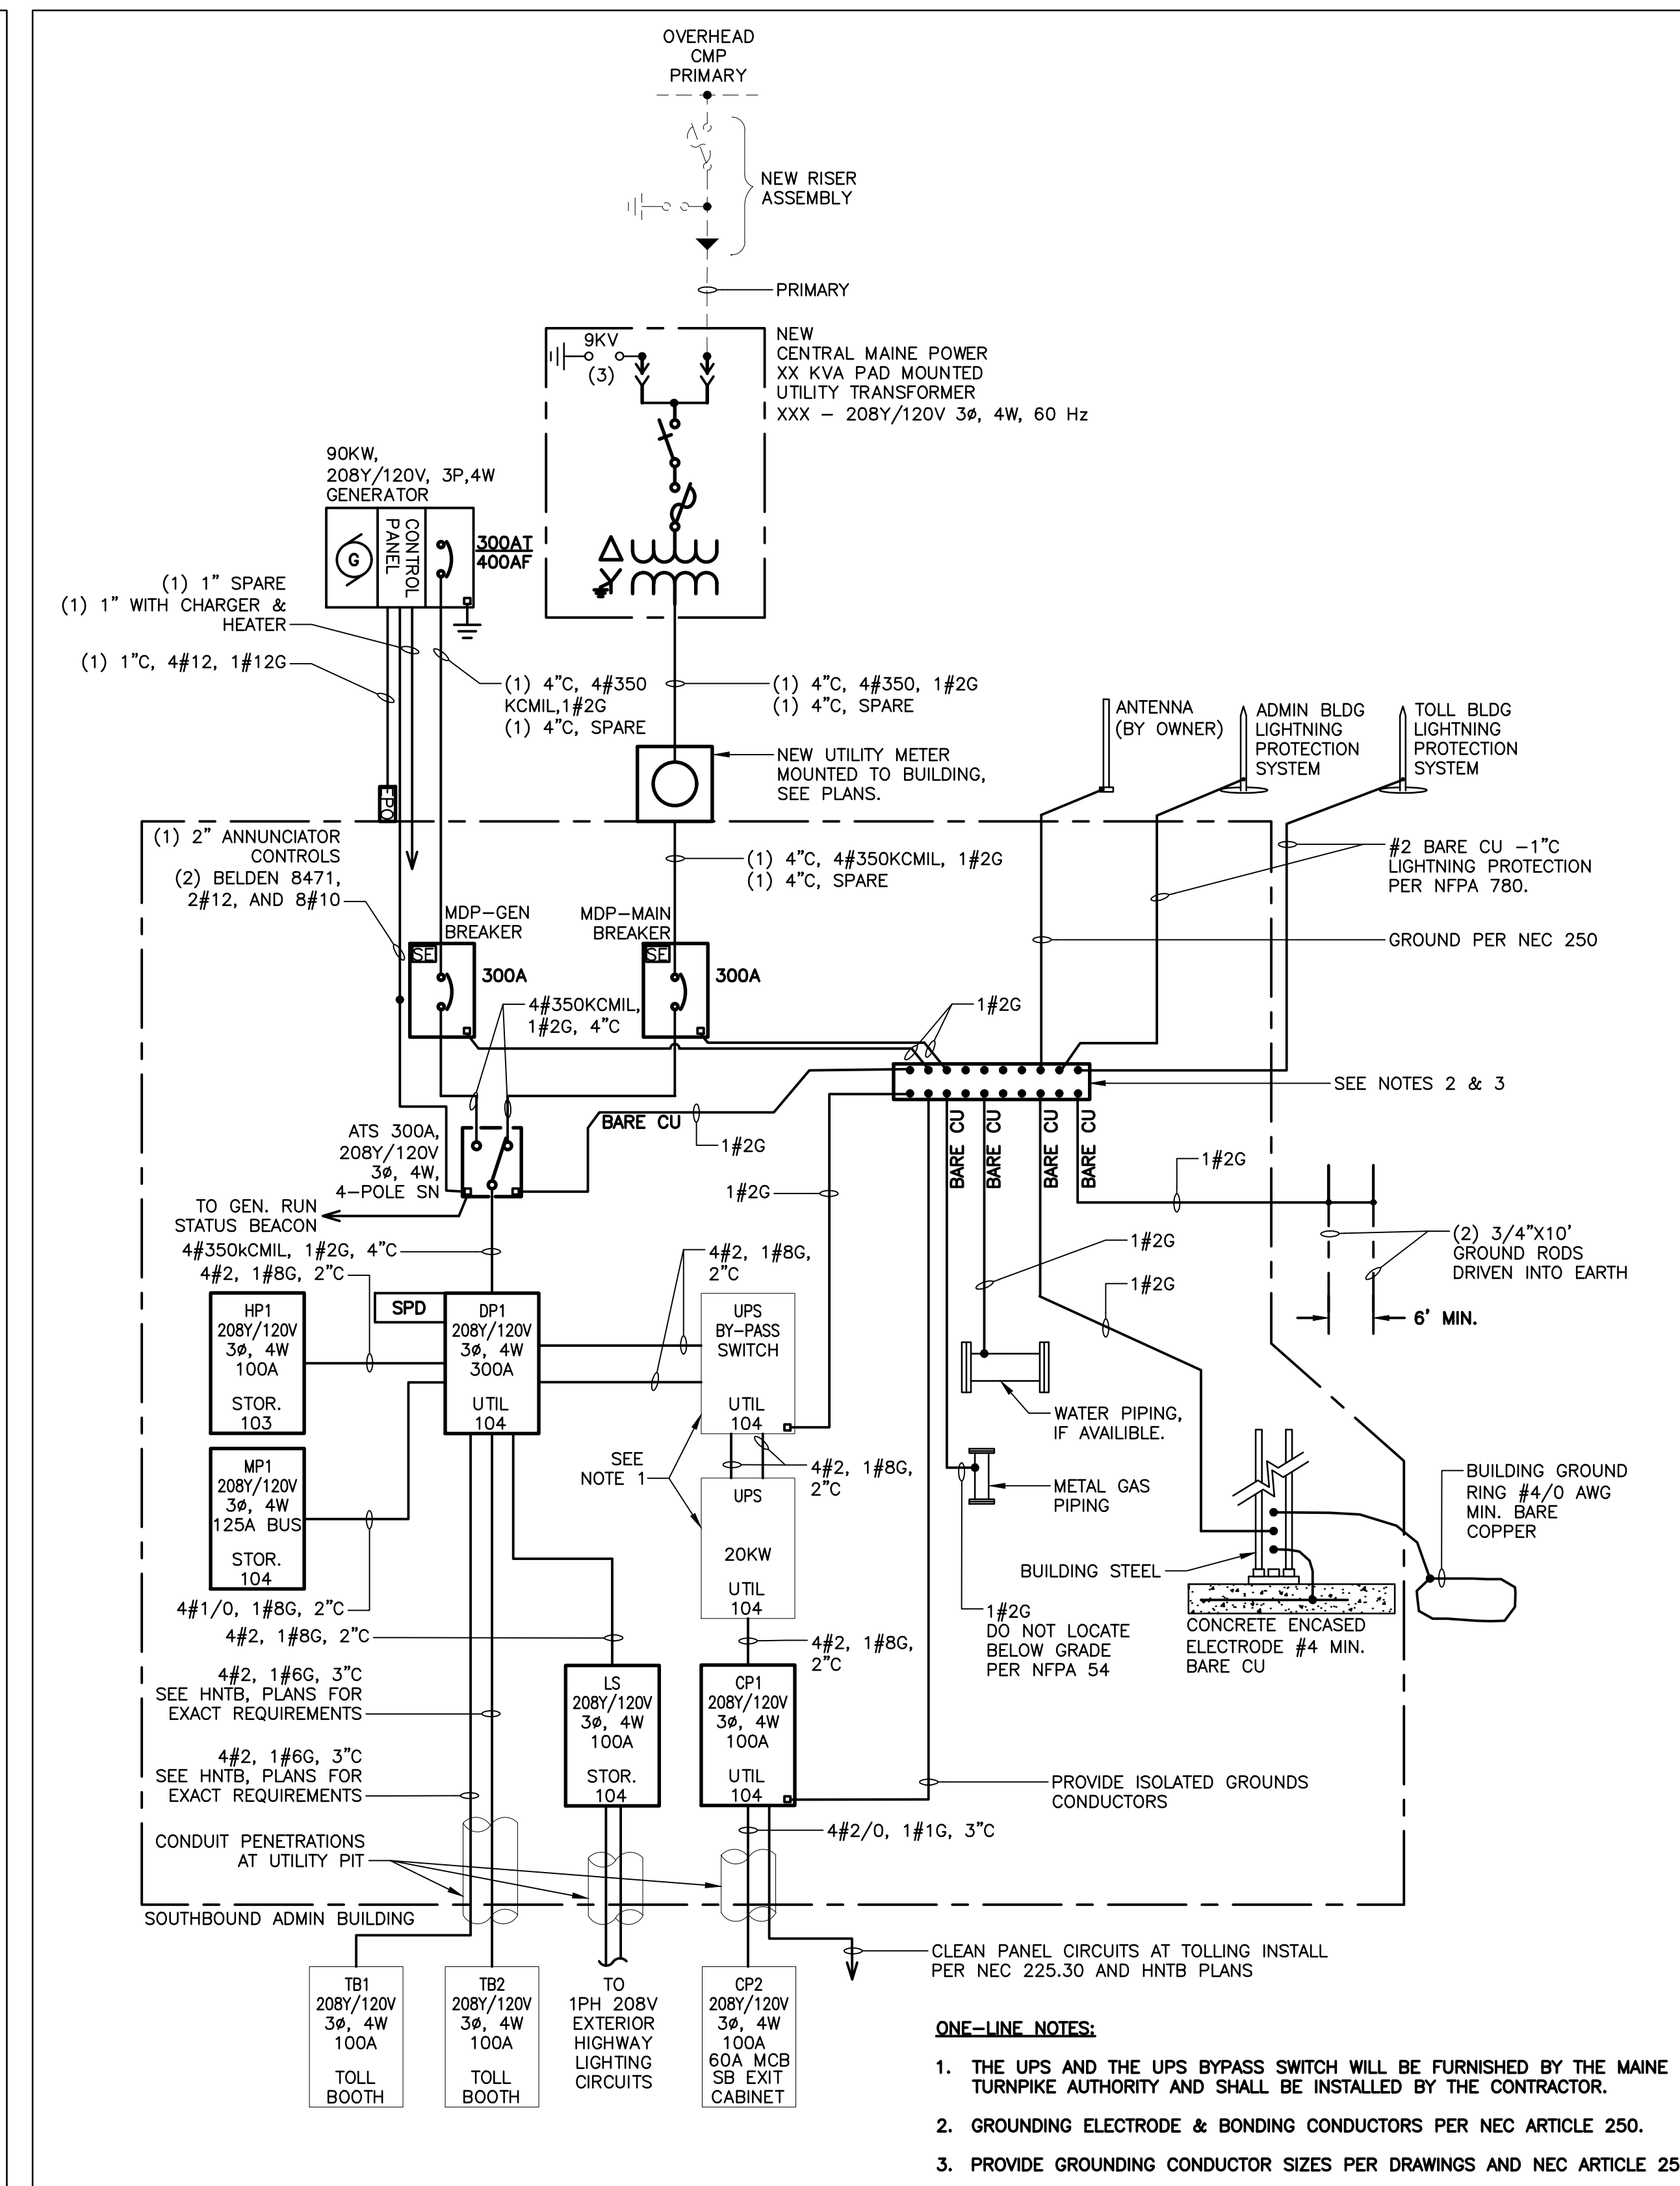 OVERHEAD
CMP
PRIMARY
NEW RISER
ASSEMBLY
PRIMARY
9KV
(3)
NEW
CENTRAL MAINE POWER
XX KVA PAD MOUNTED
UTILITY TRANSFORMER
XXX – 208Y/120V 3ø, 4W, 60 Hz
90KW,
208Y/120V, 3P,4W
GENERATOR
G
CONTROL
PANEL
300AT
400AF
(1) 1" SPARE
(1) 1" WITH CHARGER &
HEATER
(1) 1"C, 4#12, 1#12G
(1) 4"C, 4#350
KCMIL,1#2G
(1) 4"C, SPARE
(1) 4"C, 4#350, 1#2G
(1) 4"C, SPARE
NEW UTILITY METER
MOUNTED TO BUILDING,
SEE PLANS.
ANTENNA
(BY OWNER)
ADMIN BLDG
LIGHTNING
PROTECTION
SYSTEM
TOLL BLDG
LIGHTNING
PROTECTION
SYSTEM
EPO
(1) 2" ANNUNCIATOR
CONTROLS
(2) BELDEN 8471,
2#12, AND 8#10
(1) 4"C, 4#350KCMIL, 1#2G
(1) 4"C, SPARE
#2 BARE CU –1"C
LIGHTNING PROTECTION
PER NFPA 780.
GROUND PER NEC 250
MDP–GEN
BREAKER
SE
300A
MDP–MAIN
BREAKER
SE
300A
4#350KCMIL,
1#2G, 4"C
1#2G
SEE NOTES 2 & 3
BARE CU
1#2G
ATS 300A,
208Y/120V
3ø, 4W,
4–POLE SN
BARE CU
BARE CU
BARE CU
BARE CU
1#2G
1#2G
TO GEN. RUN
STATUS BEACON
4#350kCMIL, 1#2G, 4"C
4#2, 1#8G, 2"C
4#2, 1#8G,
2"C
1#2G
1#2G
(2) 3/4"X10'
GROUND RODS
DRIVEN INTO EARTH
6' MIN.
HP1
208Y/120V
3ø, 4W
100A
STOR.
103
SPD
DP1
208Y/120V
3ø, 4W
300A
UTIL
104
UPS
BY–PASS
SWITCH
UTIL
104
WATER PIPING,
IF AVAILIBLE.
SEE
NOTE 1
4#2, 1#8G,
2"C
METAL GAS
PIPING
MP1
208Y/120V
3ø, 4W
125A BUS
STOR.
104
UPS
20KW
UTIL
104
BUILDING GROUND
RING #4/0 AWG
MIN. BARE
COPPER
BUILDING STEEL
4#1/0, 1#8G, 2"C
4#2, 1#8G, 2"C
4#2, 1#8G,
2"C
1#2G
DO NOT LOCATE
BELOW GRADE
PER NFPA 54
CONCRETE ENCASED
ELECTRODE #4 MIN.
BARE CU
4#2, 1#6G, 3"C
SEE HNTB, PLANS FOR
EXACT REQUIREMENTS
4#2, 1#6G, 3"C
SEE HNTB, PLANS FOR
EXACT REQUIREMENTS
LS
208Y/120V
3ø, 4W
100A
STOR.
104
CP1
208Y/120V
3ø, 4W
100A
UTIL
104
PROVIDE ISOLATED GROUNDS
CONDUCTORS
4#2/0, 1#1G, 3"C
CONDUIT PENETRATIONS
AT UTILITY PIT
SOUTHBOUND ADMIN BUILDING
CLEAN PANEL CIRCUITS AT TOLLING INSTALL
PER NEC 225.30 AND HNTB PLANS
TB1
208Y/120V
3ø, 4W
100A
TOLL
BOOTH
TB2
208Y/120V
3ø, 4W
100A
TOLL
BOOTH
TO
1PH 208V
EXTERIOR
HIGHWAY
LIGHTING
CIRCUITS
CP2
208Y/120V
3ø, 4W
100A
60A MCB
SB EXIT
CABINET
ONE–LINE NOTES:
1. THE UPS AND THE UPS BYPASS SWITCH WILL BE FURNISHED BY THE MAINE
TURNPIKE AUTHORITY AND SHALL BE INSTALLED BY THE CONTRACTOR.
2. GROUNDING ELECTRODE & BONDING CONDUCTORS PER NEC ARTICLE 250.
3. PROVIDE GROUNDING CONDUCTOR SIZES PER DRAWINGS AND NEC ARTICLE 25